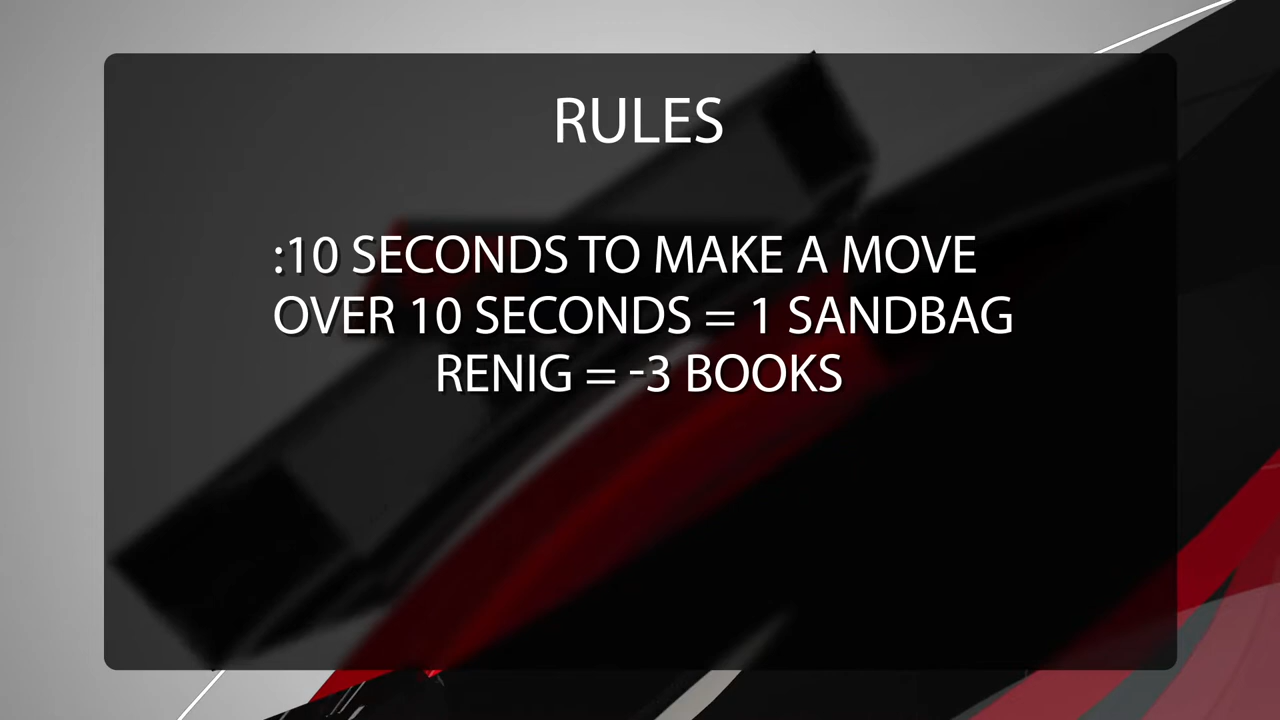 RULES
:10 SECONDS TO MAKE A MOVE
OVER 10 SECONDS = 1 SANDBAG
RENIG = -3 BOOKS